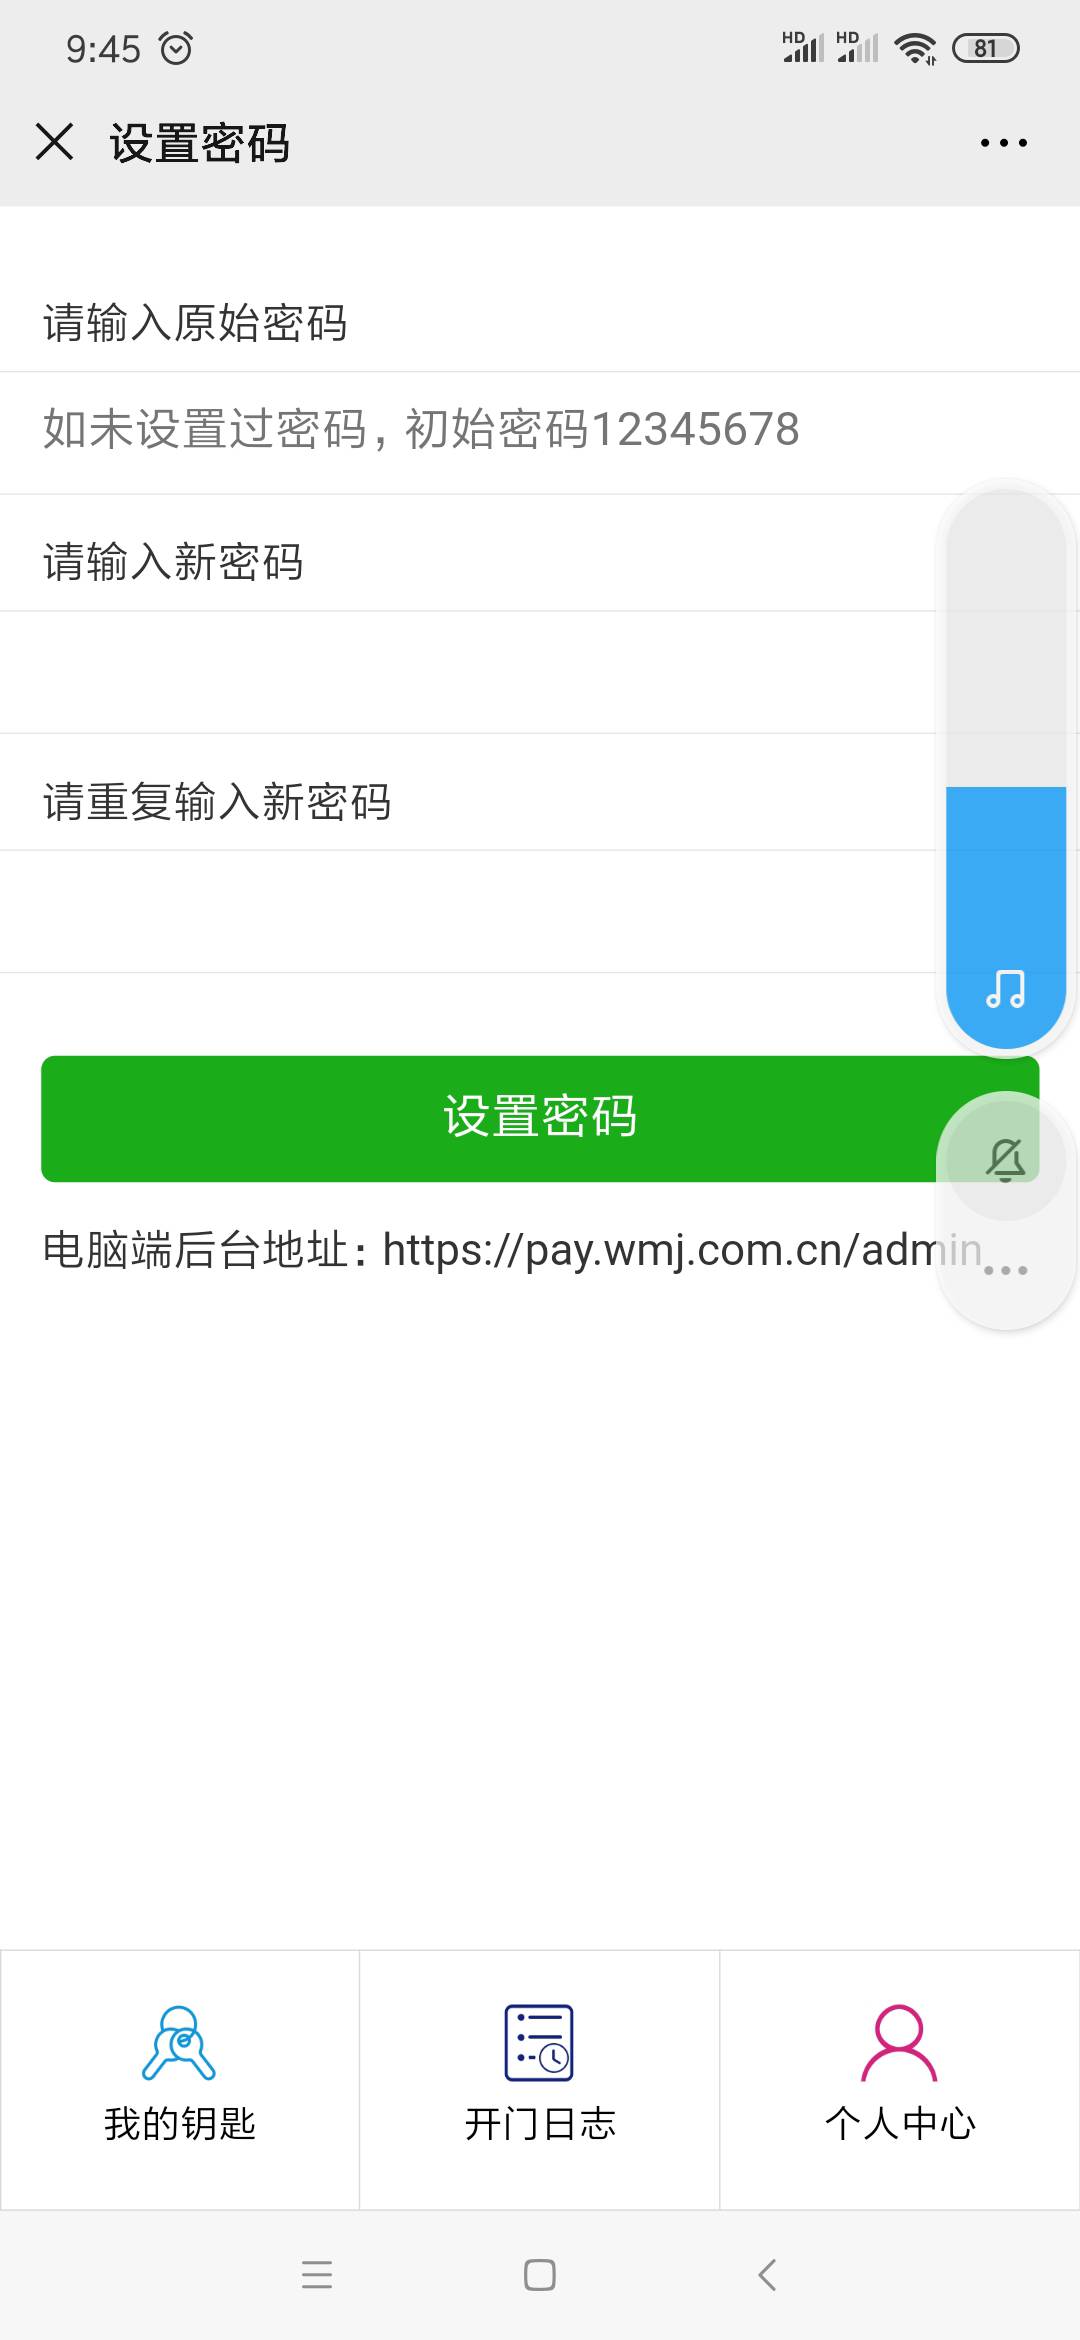 9:45
HD HD 81
设置密码
请输入原始密码
如未设置过密码，初始密码12345678
请输入新密码
请重复输入新密码
设置密码
电脑端后台地址：https://pay.wmj.com.cn/admin
我的钥匙
开门日志
个人中心